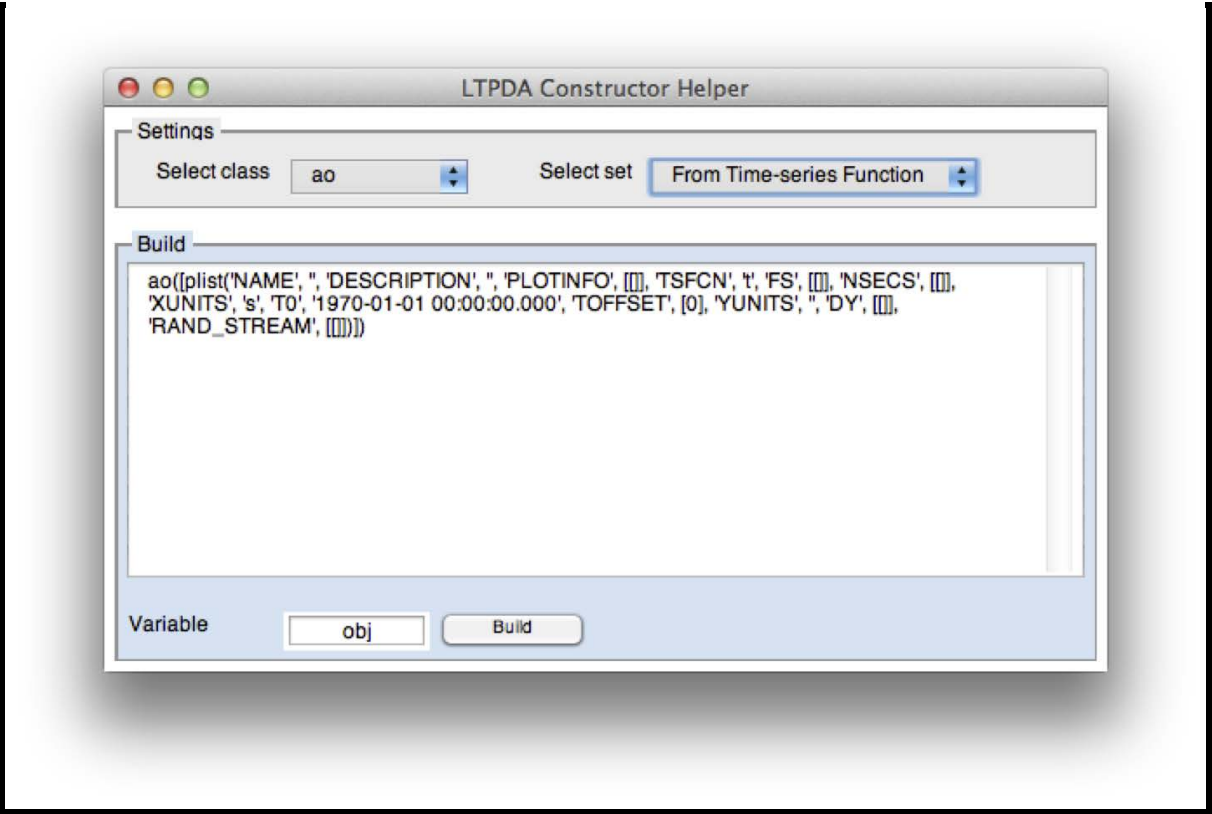 LTPDA Constructor Helper
Settings
Select class ao Select set From Time-series Function
Build
ao([plist('NAME', '', 'DESCRIPTION', '', 'PLOTINFO', [[]], 'TSFCN', 't', 'FS', [[]], 'NSECS', [[]],
'XUNITS', 's', 'T0', '1970-01-01 00:00:00.000', 'TOFFSET', [0], 'YUNITS', '', 'DY', [[]],
'RAND_STREAM', [[]])])
Variable obj Build